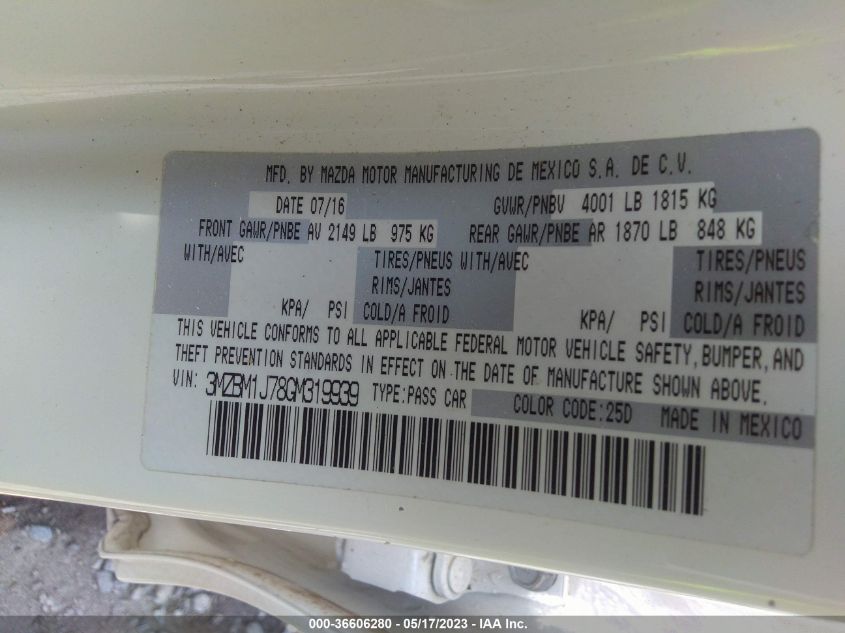 MFD. BY MAZDA MOTOR MANUFACTURING DE MEXICO S.A. DE C.V.
DATE 07/16 GVWR/PNBV 4001 LB 1815 KG
FRONT GAWR/PNBE AV 2149 LB 975 KG REAR GAWR/PNBE AR 1870 LB 848 KG
WITH/AVEC TIRES/PNEUS WITH/AVEC TIRES/PNEUS
RIMS/JANTES RIMS/JANTES
KPA/ PSI COLD/A FROID KPA/ PSI COLD/A FROID
THIS VEHICLE CONFORMS TO ALL APPLICABLE FEDERAL MOTOR VEHICLE SAFETY, BUMPER, AND
THEFT PREVENTION STANDARDS IN EFFECT ON THE DATE OF MANUFACTURE SHOWN ABOVE.
VIN: 3MZBM1J78GM319939 TYPE:PASS CAR COLOR CODE:25D MADE IN MEXICO
000-36606280 - 05/17/2023 - IAA Inc.